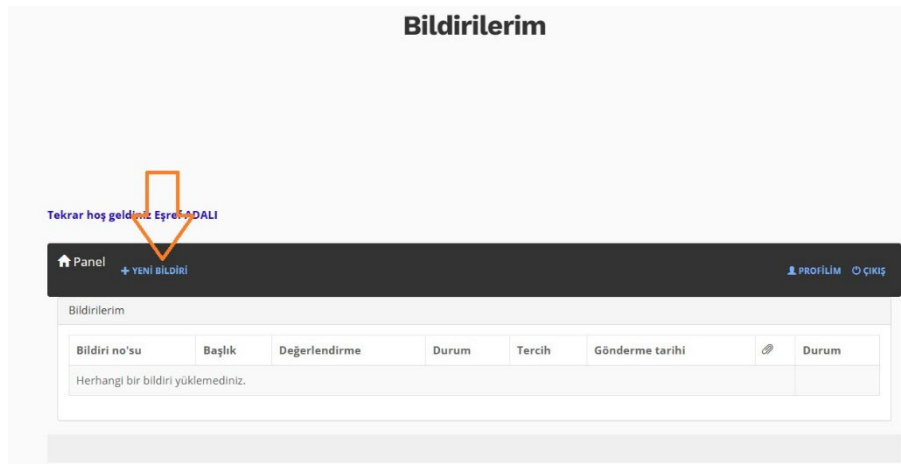 Bildirilerim
Tekrar hoş geldiniz Eşref ADALI
Panel + YENİ BİLDİRİ PROFİLİM ÇIKIŞ
Bildirilerim
Bildiri no'su Başlık Değerlendirme Durum Tercih Gönderme tarihi Durum
Herhangi bir bildiri yüklemediniz.